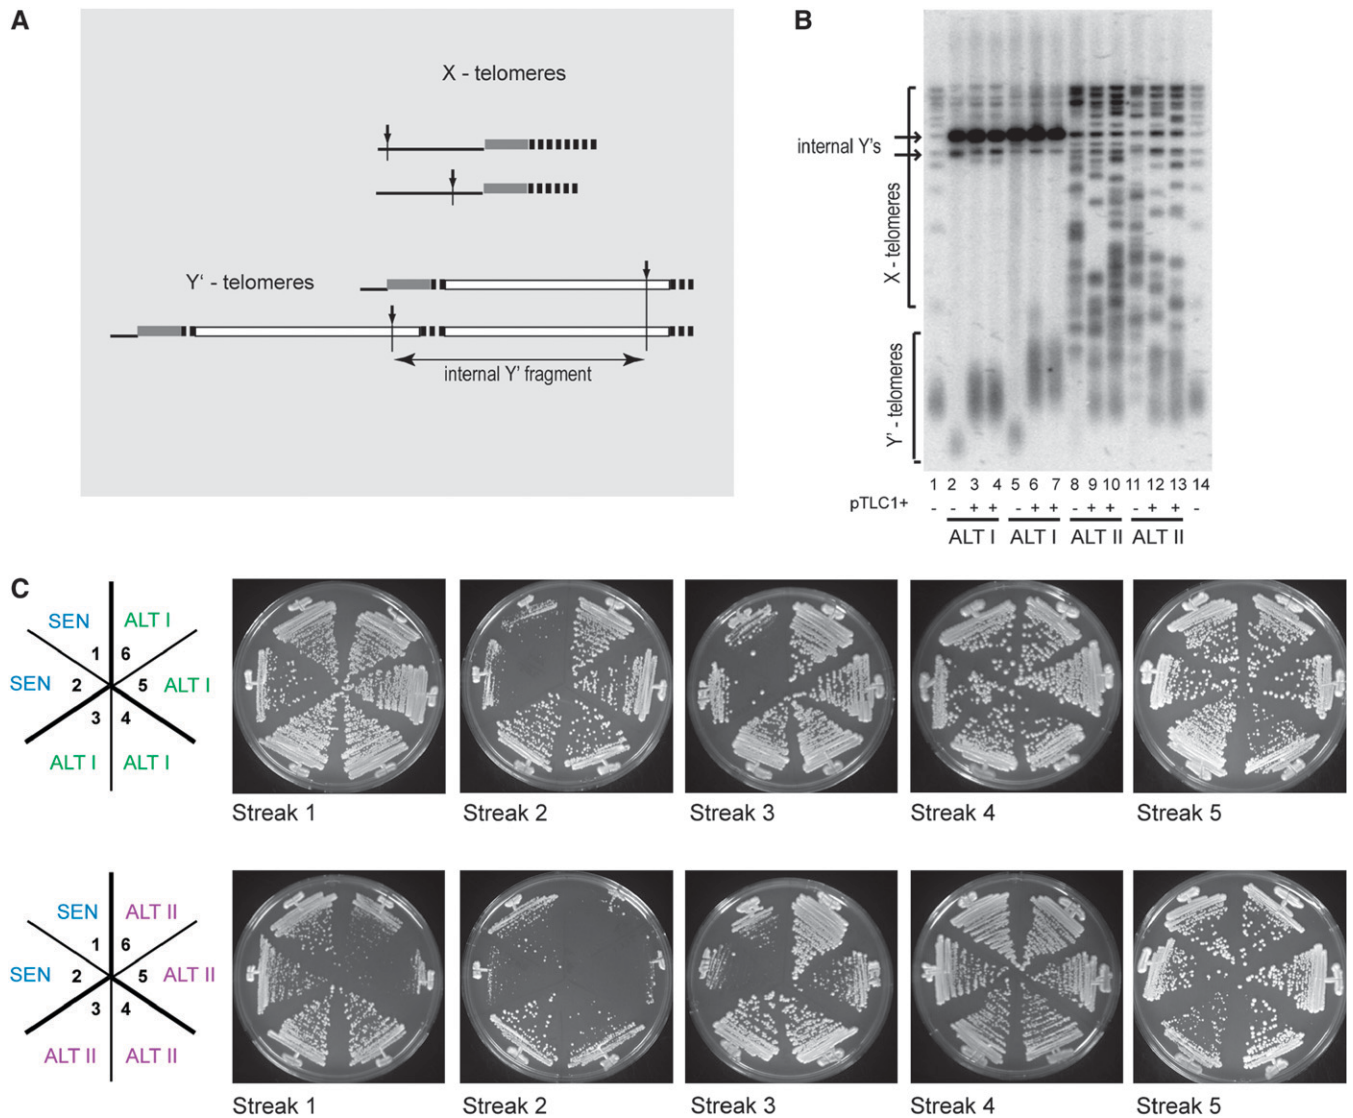 A
X - telomeres
Y‘ - telomeres
internal Y’ fragment
B
internal Y's
X - telomeres
Y’ - telomeres
1 2 3 4 5 6 7 8 9 10 11 12 13 14
pTLC1+ - - + + - + + - + + - + + -
ALT I ALT I ALT II ALT II
C
SEN ALT I
1 6
SEN 2 5 ALT I
3 4
ALT I ALT I
Streak 1 Streak 2 Streak 3 Streak 4 Streak 5
SEN ALT II
1 6
SEN 2 5 ALT II
3 4
ALT II ALT II
Streak 1 Streak 2 Streak 3 Streak 4 Streak 5